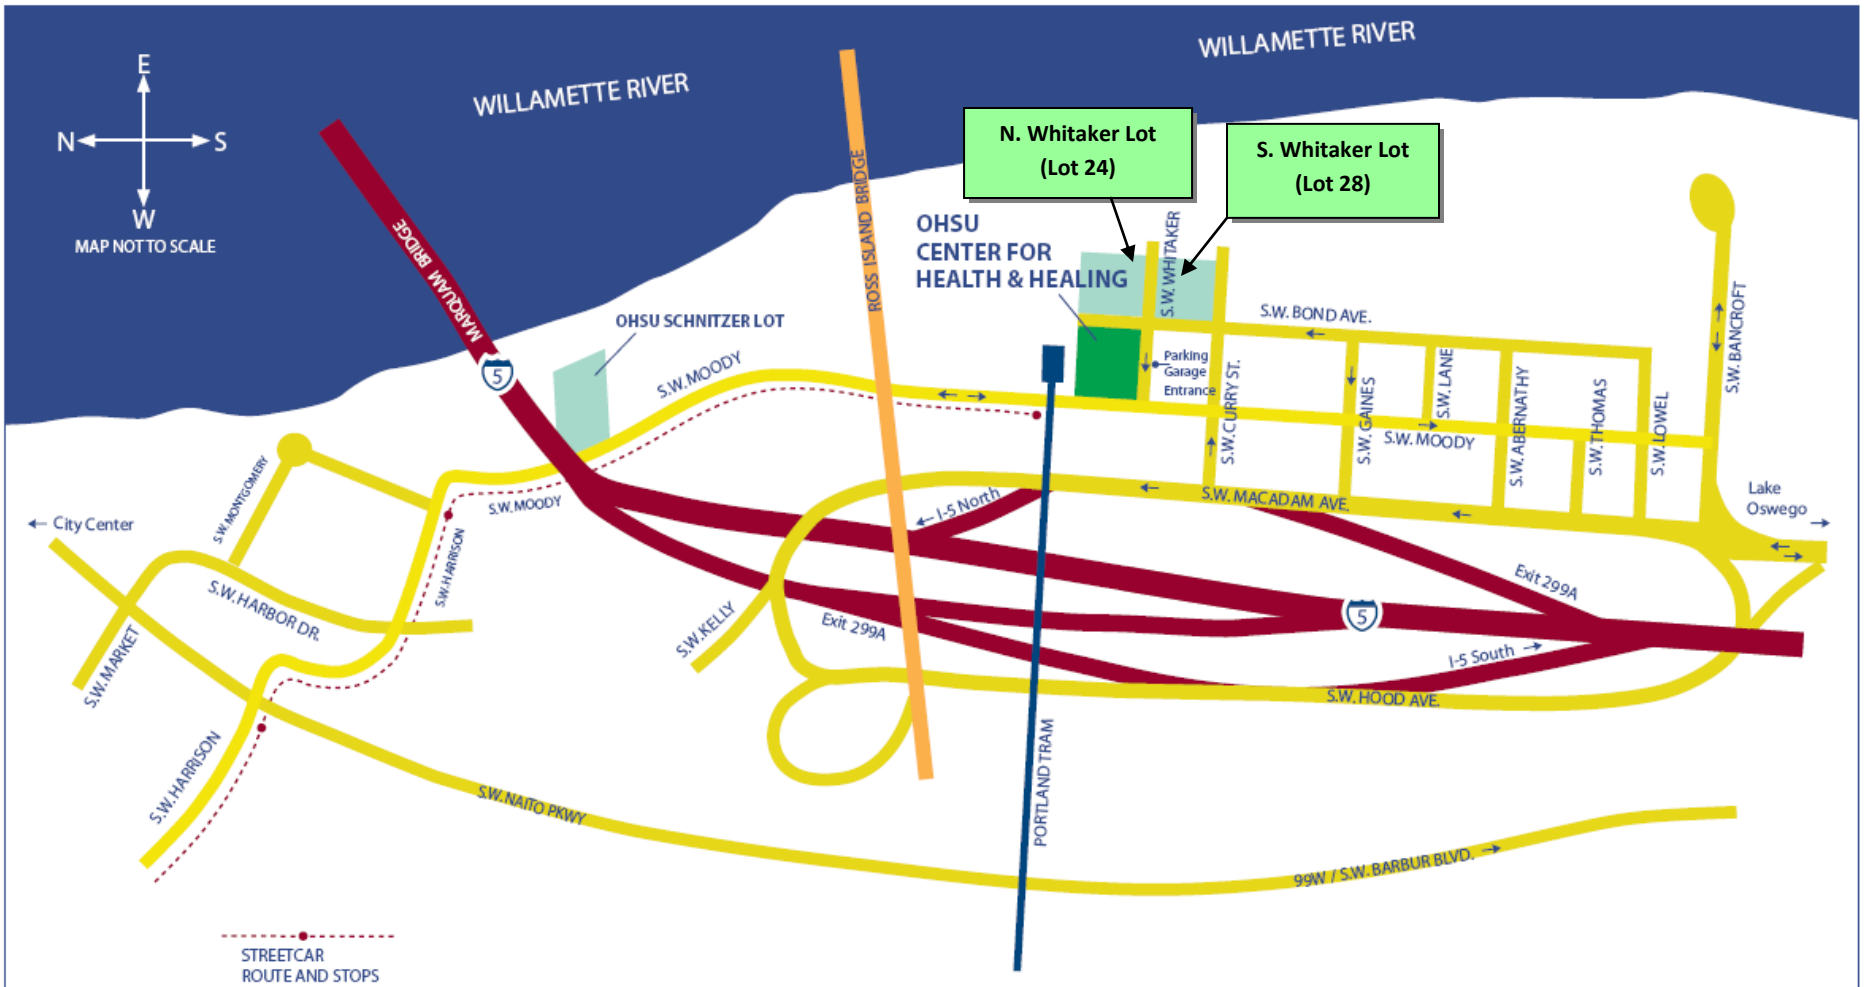 WILLAMETTE RIVER
WILLAMETTE RIVER
E
N
S
W
MAP NOT TO SCALE
MARQUAM BRIDGE
5
ROSS ISLAND BRIDGE
N. Whitaker Lot
(Lot 24)
S. Whitaker Lot
(Lot 28)
OHSU
CENTER FOR
HEALTH & HEALING
S.W. WHITAKER
OHSU SCHNITZER LOT
S.W. MOODY
S.W. BOND AVE.
Parking
Garage
Entrance
S.W. CURRY ST.
S.W. GAINES
S.W. LANE
S.W. MOODY
S.W. ABERNATHY
S.W. THOMAS
S.W. LOWEL
S.W. BANCROFT
Lake
Oswego
S.W. MONTGOMERY
City Center
S.W. MOODY
S.W. HARRISON
S.W. HARBOR DR.
S.W. MARKET
S.W. HARRISON
I-5 North
S.W. MACADAM AVE.
Exit 299A
5
I-5 South
S.W. KELLY
Exit 299A
S.W. HOOD AVE.
PORTLAND TRAM
S.W. NAITO PKWY
99W / S.W. BARBUR BLVD.
STREETCAR
ROUTE AND STOPS